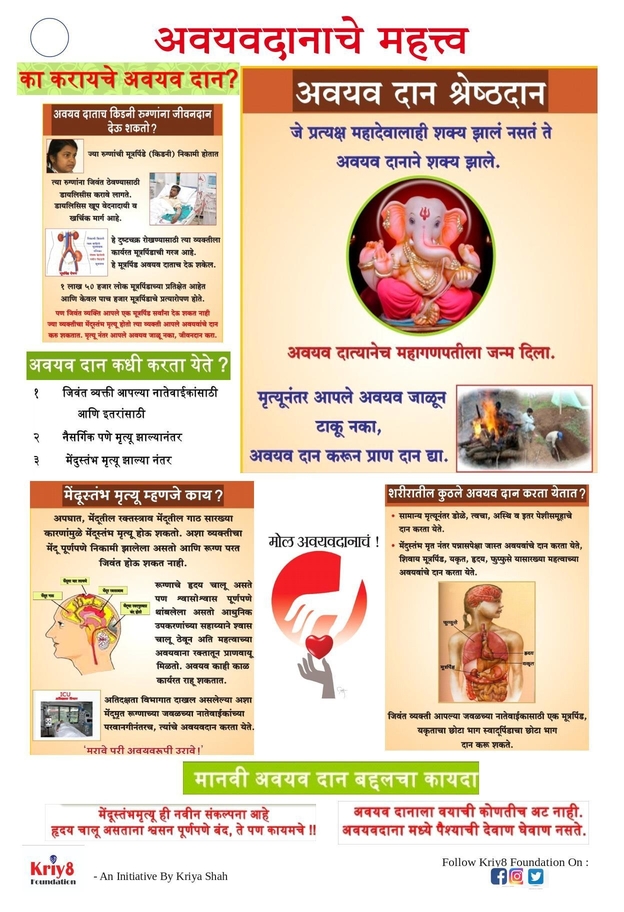 अवयवदानाचे महत्त्व
का करायचे अवयव दान?
अवयव दाताच किडनी रुग्णांना जीवनदान
देऊ शकतो?
ज्या रुग्णांची मूत्रपिंडे (किडनी) निकामी होतात
त्या रुग्णांना जिवंत ठेवण्यासाठी
डायलिसीस करावे लागते.
डायलिसिस खूप वेदनादायी व
खर्चिक मार्ग आहे.
हे दुष्टचक्र रोखण्यासाठी त्या व्यक्तीला
कार्यरत मूत्रपिंडाची गरज आहे.
हे मूत्रपिंड अवयव दाताच देऊ शकेल.
१ लाख ५० हजार लोक मूत्रपिंडाच्या प्रतिक्षेत आहेत
आणि केवल पाच हजार मूत्रपिंडाचे प्रत्यारोपण होते.
पण जिवंत व्यक्ति आपले एक मूत्रपिंड सर्वांना देऊ शकत नाही
ज्या व्यक्तीचा मेंदूस्तंभ मृत्यू होतो त्या व्यक्ती आपले अवयवांचे दान
करू शकतात. मृत्यू नंतर आपले अवयव जाळू नका, जीवनदान करा.
अवयव दान श्रेष्ठदान
जे प्रत्यक्ष महादेवालाही शक्य झालं नसतं ते
अवयव दानाने शक्य झाले.
अवयव दात्यानेच महागणपतीला जन्म दिला.
मृत्यूनंतर आपले अवयव जाळून
टाकू नका,
अवयव दान करून प्राण दान द्या.
अवयव दान कधी करता येते ?
१ जिवंत व्यक्ती आपल्या नातेवाईकांसाठी
आणि इतरांसाठी
२ नैसर्गिक पणे मृत्यू झाल्यानंतर
३ मेंदुस्तंभ मृत्यू झाल्या नंतर
मेंदूस्तंभ मृत्यू म्हणजे काय ?
अपघात, मेंदूतील रक्तस्त्राव मेंदूतील गाठ सारख्या
कारणांमुळे मेंदूस्तंभ मृत्यू होऊ शकतो. अशा व्यक्तीचा
मेंदू पूर्णपणे निकामी झालेला असतो आणि रूग्ण परत
जिवंत होऊ शकत नाही.
रूग्णाचे हृदय चालू असते
पण श्वासोश्वास पूर्णपणे
थांबलेला असतो आधुनिक
उपकरणांच्या सहाय्याने श्वास
चालू ठेवून अति महत्वाच्या
अवयवाना रक्तातून प्राणवायू
मिळतो. अवयव काही काळ
कार्यरत राहू शकतात.
ICU
अतिदक्षता विभागात दाखल असलेल्या अशा
मेंदूमृत रूग्णाच्या जवळच्या नातेवाईकांच्या
परवानगीनंतरच, त्यांचे अवयवदान करता येते.
'मरावे परी अवयवरूपी उरावे!'
मोल अवयवदानाचं !
शरीरातील कुठले अवयव दान करता येतात ?
• सामान्य मृत्यूनंतर डोळे, त्वचा, अस्थि व इतर पेशीसमूहाचे
दान करता येते.
• मेंदुस्तंभ मृत नंतर पन्नासपेक्षा जास्त अवयवांचे दान करता येते,
शिवाय मूत्रपिंड, यकृत, हृदय, फुप्फुसे यासारख्या महत्वाच्या
अवयवांचे दान करता येते.
फुप्फुसे
हृदय
मूत्रपिंड
यकृत
जिवंत व्यक्ती आपल्या जवळच्या नातेवाईकासाठी एक मूत्रपिंड,
यकृताचा छोटा भाग स्वादूर्पिंडाचा छोटा भाग
दान करू शकते.
मानवी अवयव दान बद्दलचा कायदा
मेंदूस्तंभमृत्यू ही नवीन संकल्पना आहे
हृदय चालू असताना श्वसन पूर्णपणे बंद, ते पण कायमचे !!
अवयव दानाला वयाची कोणतीच अट नाही.
अवयवदाना मध्ये पैश्याची देवाण घेवाण नसते.
Kriy8
Foundation
- An Initiative By Kriya Shah
Follow Kriy8 Foundation On :